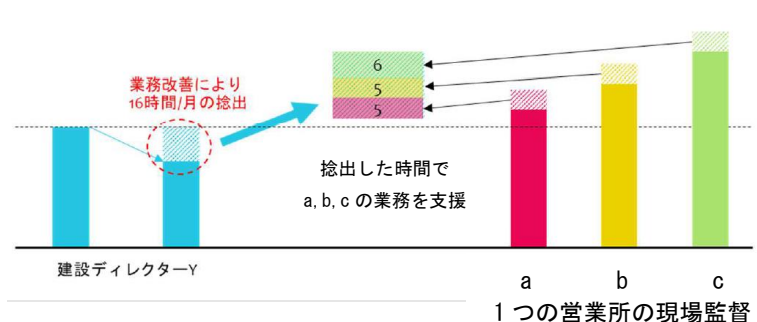 業務改善により
16時間/月の捻出
6
5
5
捻出した時間で
a,b,cの業務を支援
建設ディレクターY
a b c
1つの営業所の現場監督